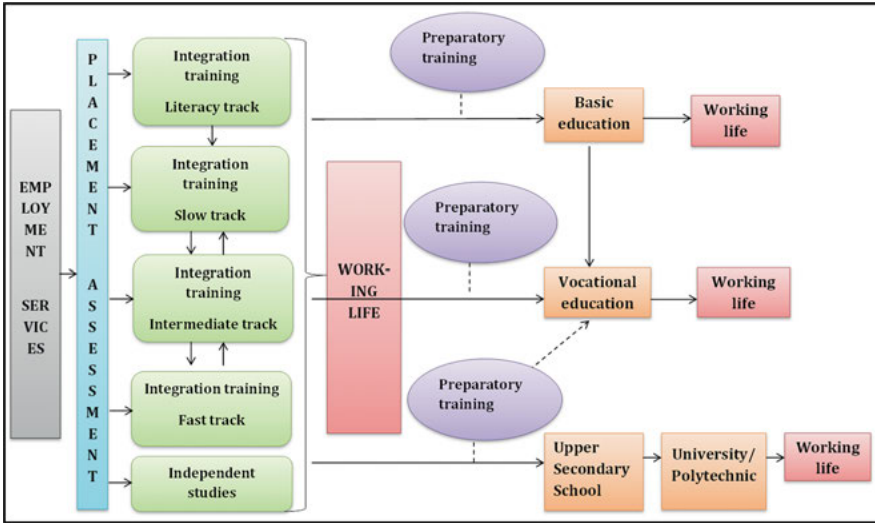 EMP
LOY
ME
NT
SER
VIC
ES
P
L
A
C
E
M
E
N
T
A
S
S
E
S
S
M
E
N
T
Integration
training
Literacy track
Integration
training
Slow track
Integration
training
Intermediate track
Integration training
Fast track
Independent
studies
WORK-
ING
LIFE
Preparatory
training
Basic
education
Working
life
Preparatory
training
Vocational
education
Working
life
Preparatory
training
Upper
Secondary
School
University/
Polytechnic
Working
life